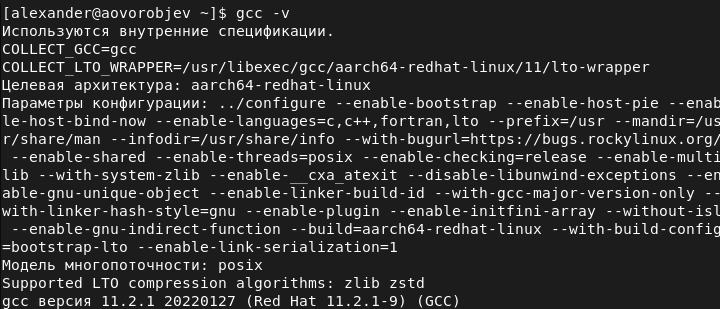 [alexander@aovorobjev ~]$ gcc -v
Используются внутренние спецификации.
COLLECT_GCC=gcc
COLLECT_LTO_WRAPPER=/usr/libexec/gcc/aarch64-redhat-linux/11/lto-wrapper
Целевая архитектура: aarch64-redhat-linux
Параметры конфигурации: ../configure --enable-bootstrap --enable-host-pie --enab
le-host-bind-now --enable-languages=c,c++,fortran,lto --prefix=/usr --mandir=/us
r/share/man --infodir=/usr/share/info --with-bugurl=https://bugs.rockylinux.org/
 --enable-shared --enable-threads=posix --enable-checking=release --enable-multi
lib --with-system-zlib --enable-__cxa_atexit --disable-libunwind-exceptions --en
able-gnu-unique-object --enable-linker-build-id --with-gcc-major-version-only --
with-linker-hash-style=gnu --enable-plugin --enable-initfini-array --without-isl
 --enable-gnu-indirect-function --build=aarch64-redhat-linux --with-build-config
=bootstrap-lto --enable-link-serialization=1
Модель многопоточности: posix
Supported LTO compression algorithms: zlib zstd
gcc версия 11.2.1 20220127 (Red Hat 11.2.1-9) (GCC)